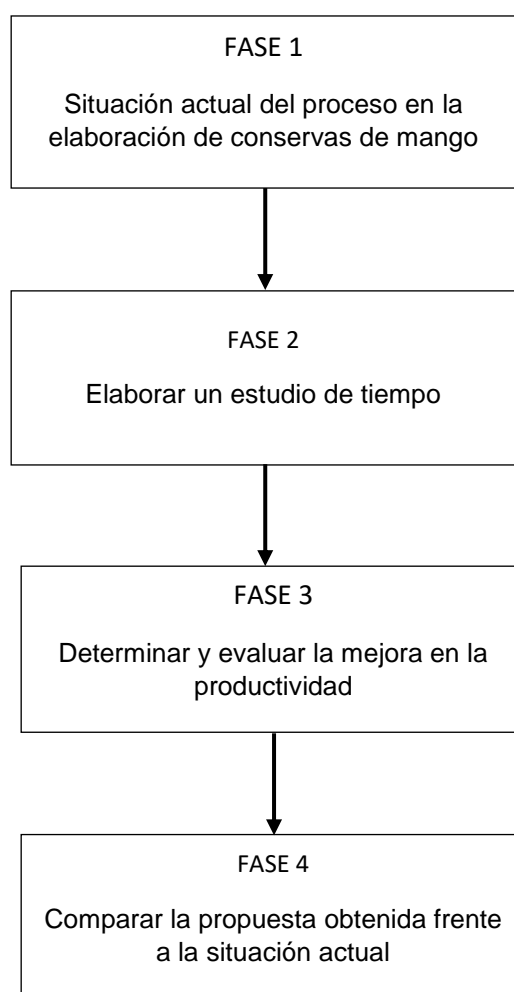 FASE 1
Situación actual del proceso en la
elaboración de conservas de mango
FASE 2
Elaborar un estudio de tiempo
FASE 3
Determinar y evaluar la mejora en la
productividad
FASE 4
Comparar la propuesta obtenida frente
a la situación actual